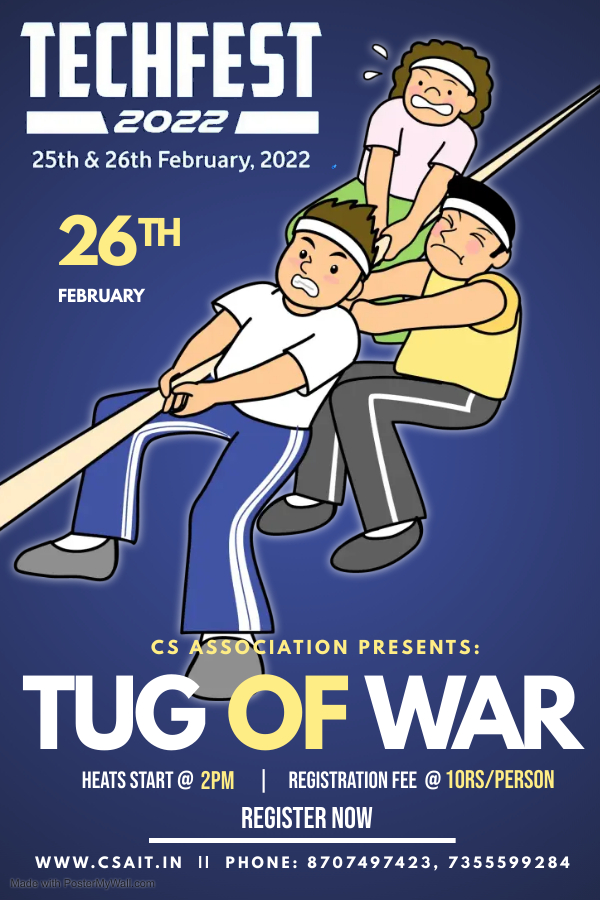 TECHFEST
2022
25th & 26th February, 2022
26TH
FEBRUARY
CS ASSOCIATION PRESENTS:
TUG OF WAR
HEATS START @ 2PM | REGISTRATION FEE @ 10RS/PERSON
REGISTER NOW
WWW.CSAIT.IN || PHONE: 8707497423, 7355599284
Made with PosterMyWall.com